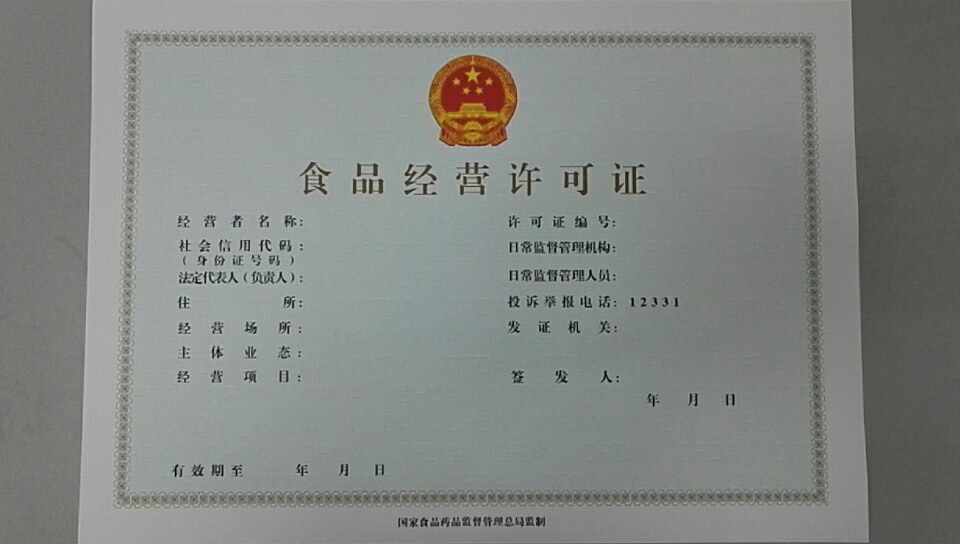 食品经营许可证
经营者名称：
社会信用代码：
（身份证号码）
法定代表人（负责人）：
住所：
经营场所：
主体业态：
经营项目：
有效期至 年 月 日
许可证编号：
日常监督管理机构：
日常监督管理人员：
投诉举报电话：12331
发证机关：
签发人：
年 月 日
国家食品药品监督管理总局监制